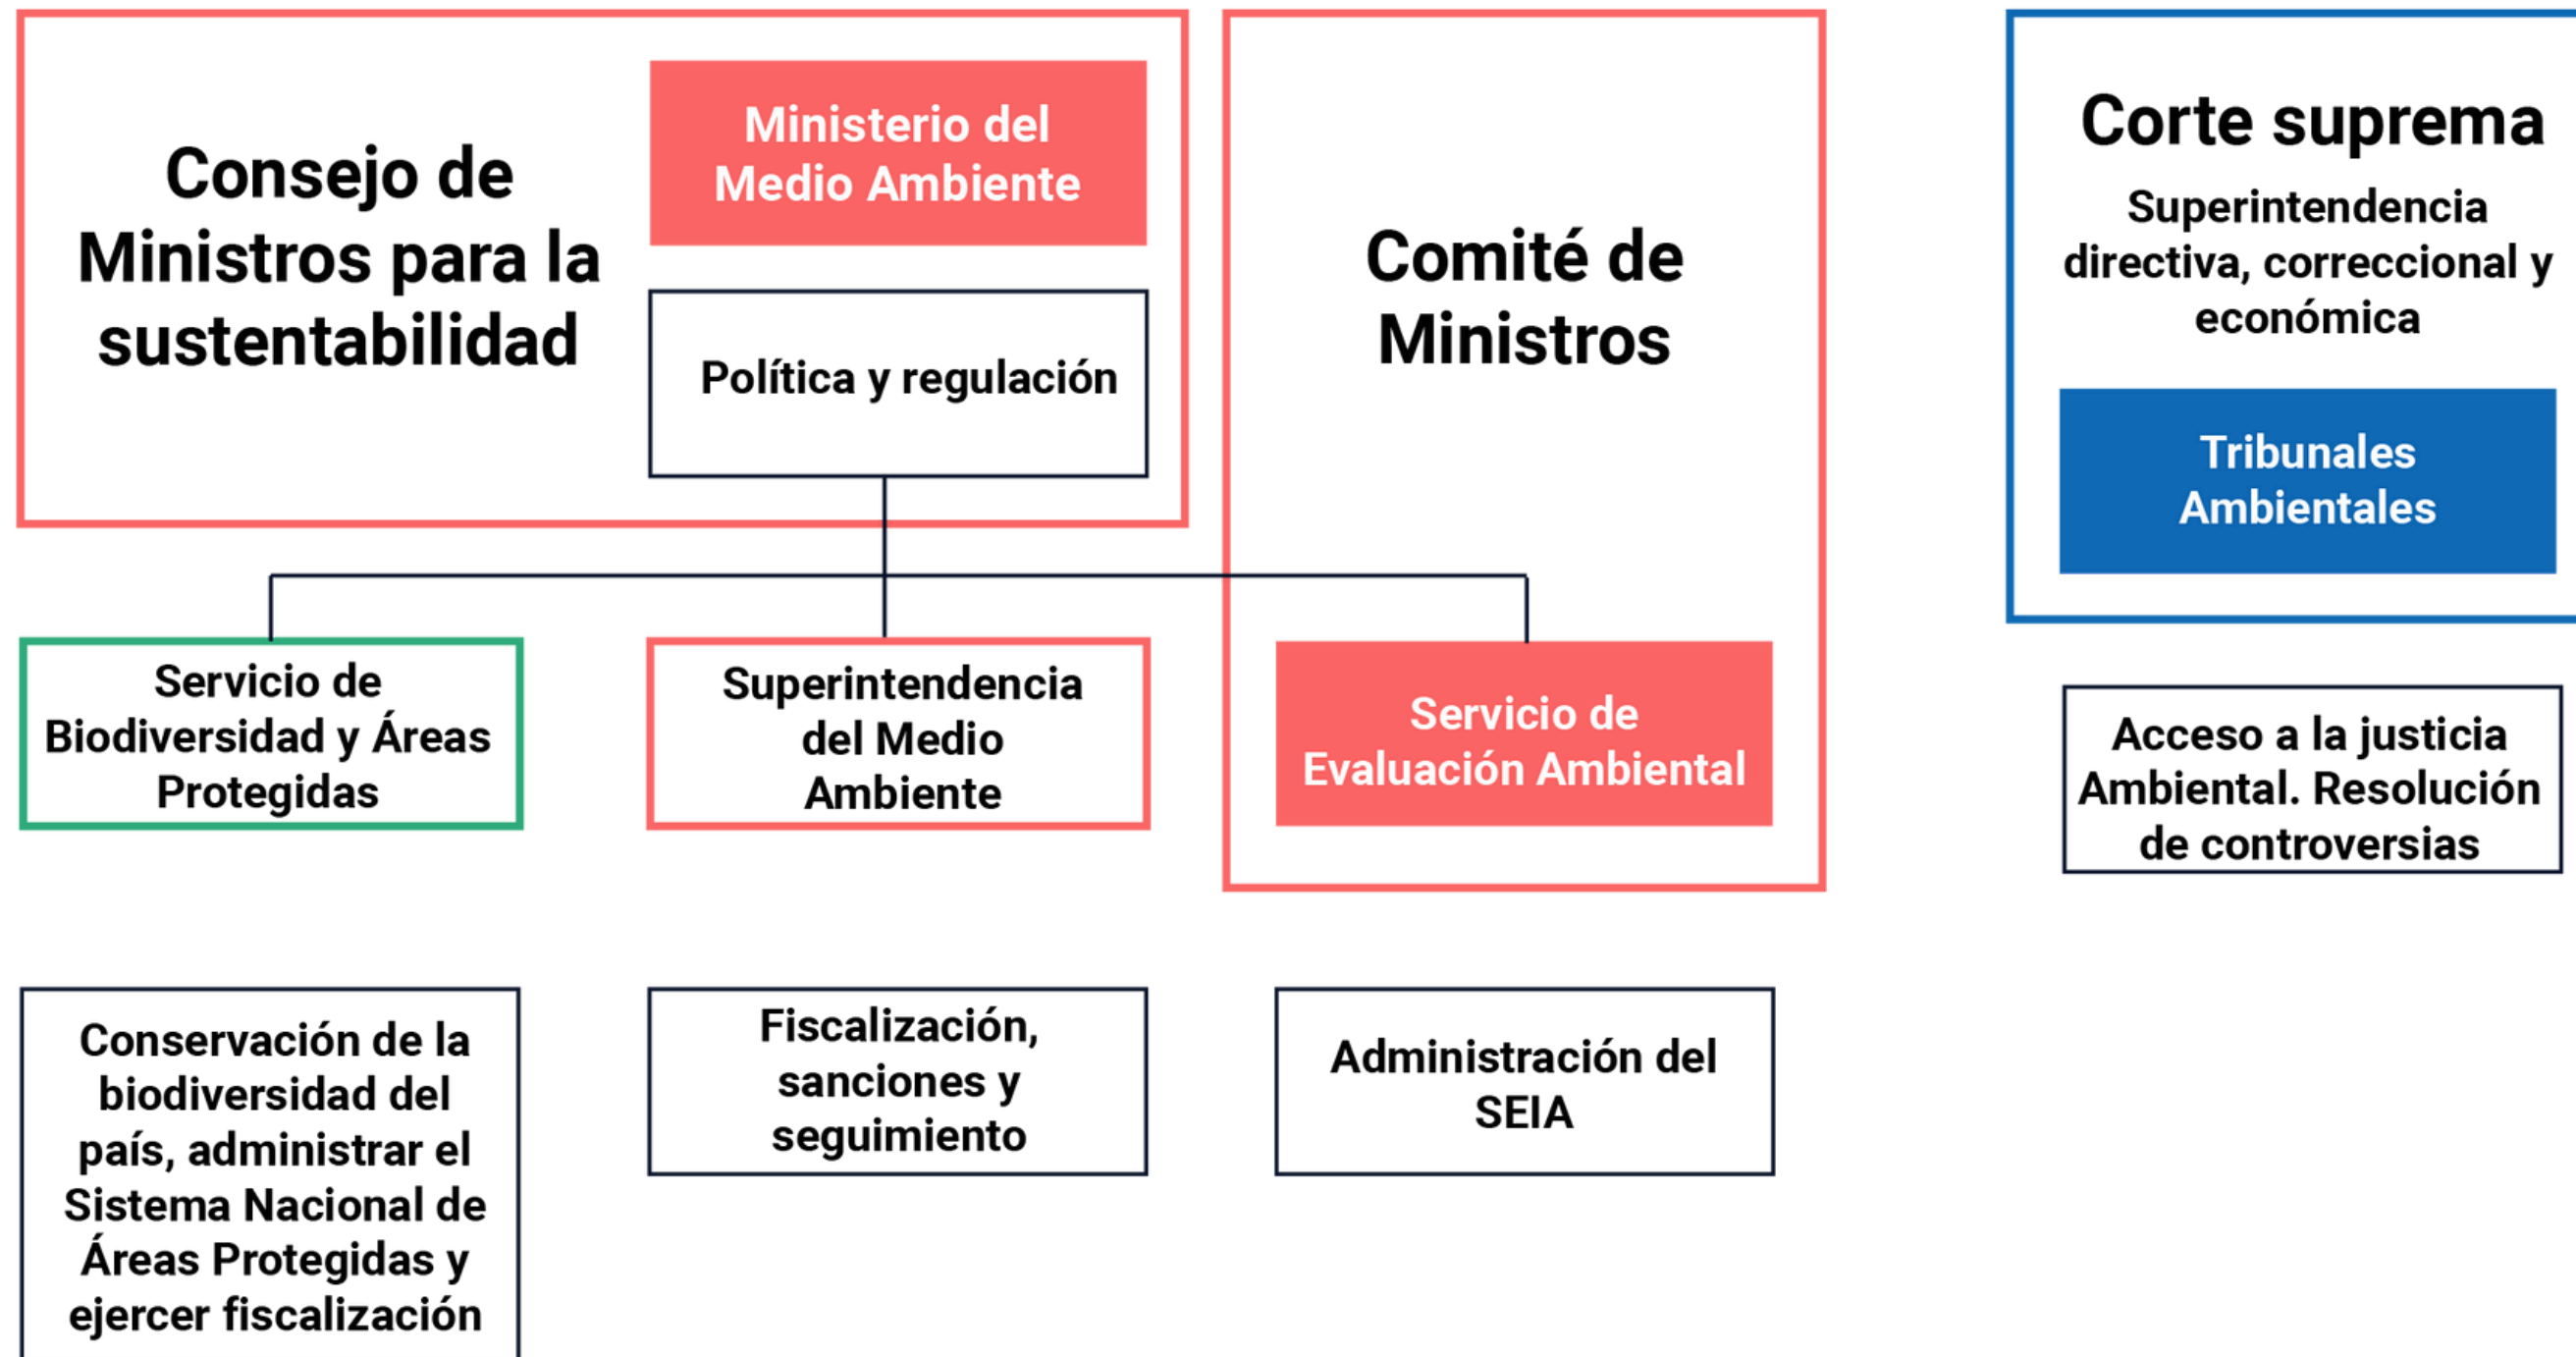 Consejo de
Ministros para la
sustentabilidad
Ministerio del
Medio Ambiente
Política y regulación
Comité de
Ministros
Corte suprema
Superintendencia
directiva, correccional y
económica
Tribunales
Ambientales
Servicio de
Biodiversidad y Áreas
Protegidas
Superintendencia
del Medio
Ambiente
Servicio de
Evaluación Ambiental
Acceso a la justicia
Ambiental. Resolución
de controversias
Conservación de la
biodiversidad del
país, administrar el
Sistema Nacional de
Áreas Protegidas y
ejercer fiscalización
Fiscalización,
sanciones y
seguimiento
Administración del
SEIA